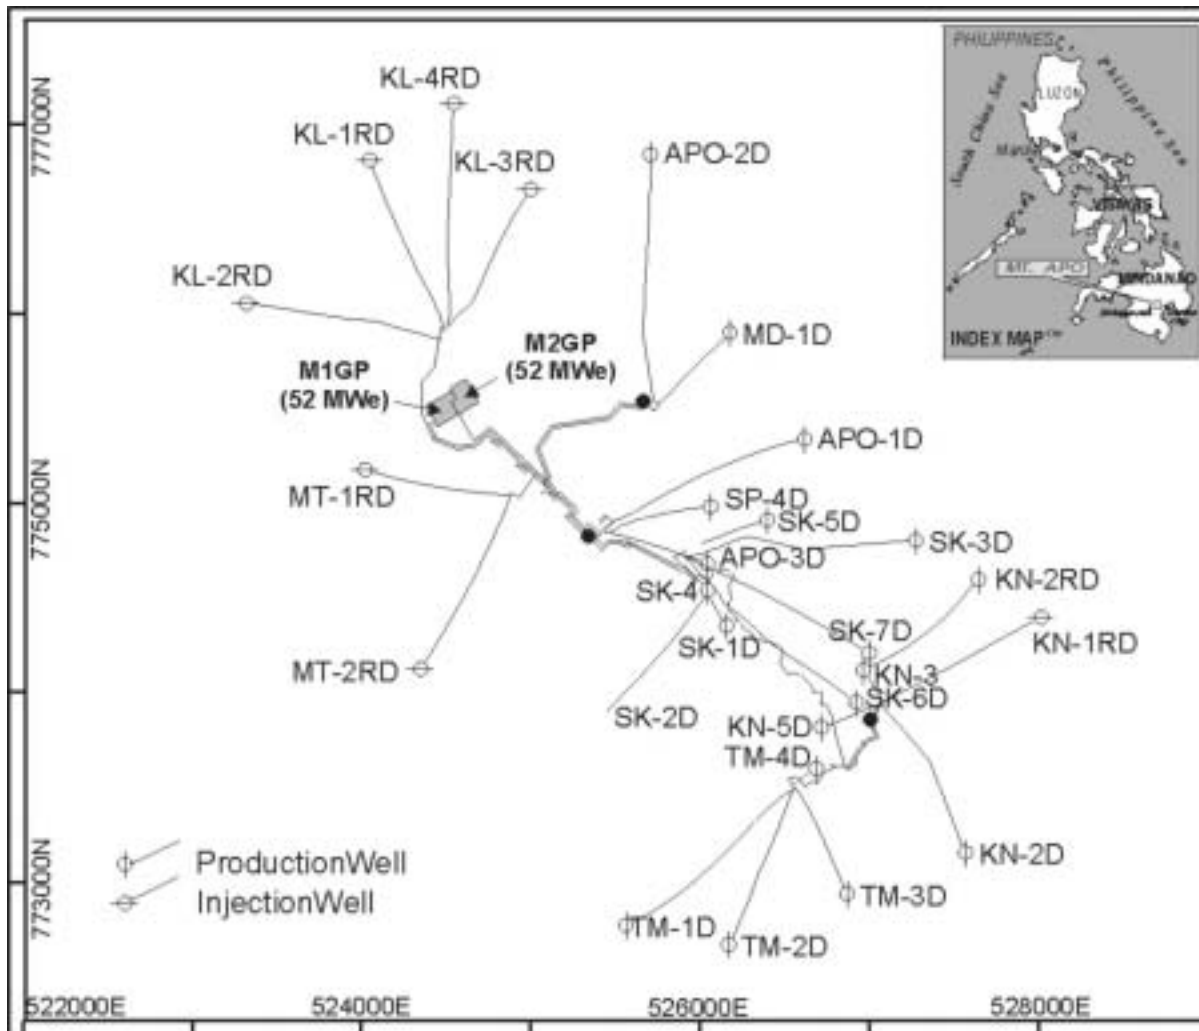 PHILIPPINES
LUZON
South China Sea
Philippine Sea
Manila
VISAYAS
MT. APO
MINDANAO
INDEX MAP
KL-4RD
KL-1RD
KL-3RD
APO-2D
KL-2RD
M2GP
(52 MWe)
MD-1D
M1GP
(52 MWe)
APO-1D
MT-1RD
SP-4D
SK-5D
SK-3D
APO-3D
KN-2RD
SK-4
SK-7D
SK-1D
KN-1RD
MT-2RD
KN-3
SK-6D
SK-2D
KN-5D
TM-4D
KN-2D
TM-3D
TM-1D
TM-2D
ProductionWell
InjectionWell
777000N
775000N
773000N
522000E
524000E
526000E
528000E